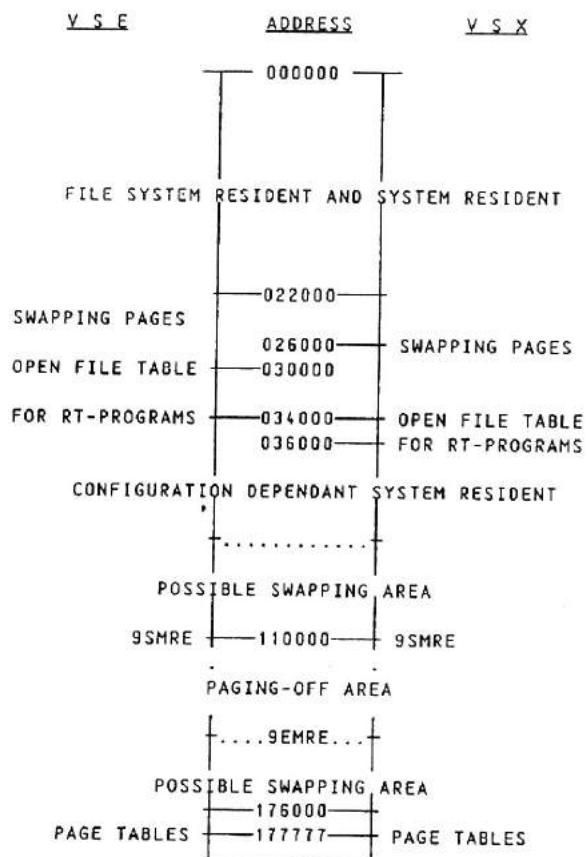 V S E ADDRESS V S X
000000
FILE SYSTEM RESIDENT AND SYSTEM RESIDENT
022000
SWAPPING PAGES
026000 SWAPPING PAGES
OPEN FILE TABLE 030000
FOR RT-PROGRAMS 034000 OPEN FILE TABLE
036000 FOR RT-PROGRAMS
CONFIGURATION DEPENDANT SYSTEM RESIDENT
............
POSSIBLE SWAPPING AREA
9SMRE 110000 9SMRE
PAGING-OFF AREA
....9EMRE...
POSSIBLE SWAPPING AREA
176000
PAGE TABLES 177777 PAGE TABLES